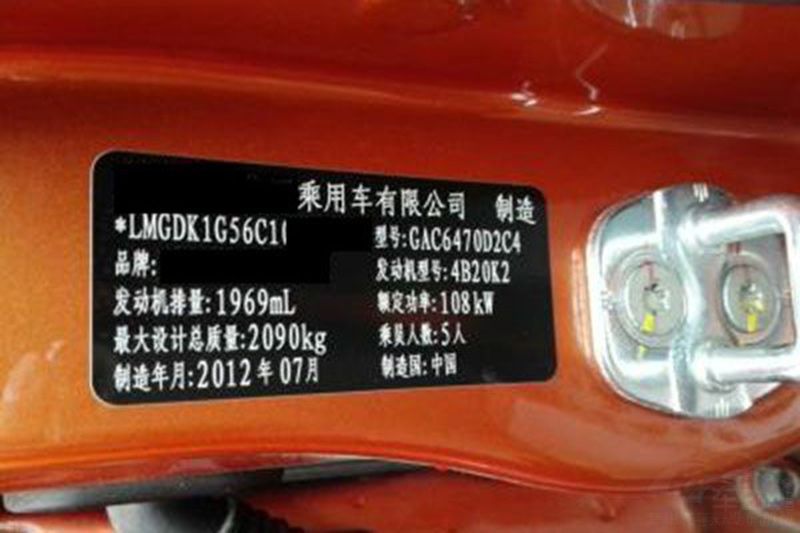 乘用车有限公司 制造
*LMGDK1G56C1 型号:GAC6470D2C4
品牌: 发动机型号:4B20K2
发动机排量:1969mL 额定功率:108kW
最大设计总质量:2090kg 乘员人数:5人
制造年月:2012年07月 制造国:中国